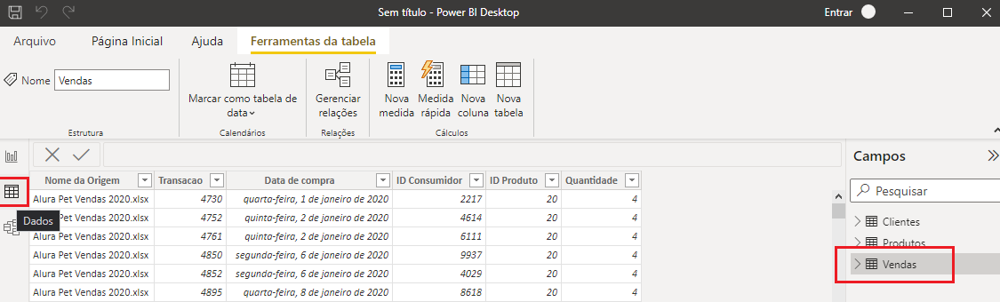 Sem título - Power BI Desktop
Entrar
Arquivo Página Inicial Ajuda Ferramentas da tabela
Nome Vendas
Marcar como tabela de data
Gerenciar relações
Nova medida
Medida rápida
Nova coluna
Nova tabela
Estrutura Calendários Relações Cálculos
Nome da Origem Transacao Data de compra ID Consumidor ID Produto Quantidade
Alura Pet Vendas 2020.xlsx 4730 quarta-feira, 1 de janeiro de 2020 2217 20 4
Alura Pet Vendas 2020.xlsx 4752 quinta-feira, 2 de janeiro de 2020 4614 20 4
Alura Pet Vendas 2020.xlsx 4761 quinta-feira, 2 de janeiro de 2020 6111 20 4
Alura Pet Vendas 2020.xlsx 4850 segunda-feira, 6 de janeiro de 2020 9937 20 4
Alura Pet Vendas 2020.xlsx 4852 segunda-feira, 6 de janeiro de 2020 4029 20 4
Alura Pet Vendas 2020.xlsx 4895 quarta-feira, 8 de janeiro de 2020 8618 20 4
Dados
Campos
Pesquisar
Clientes
Produtos
Vendas